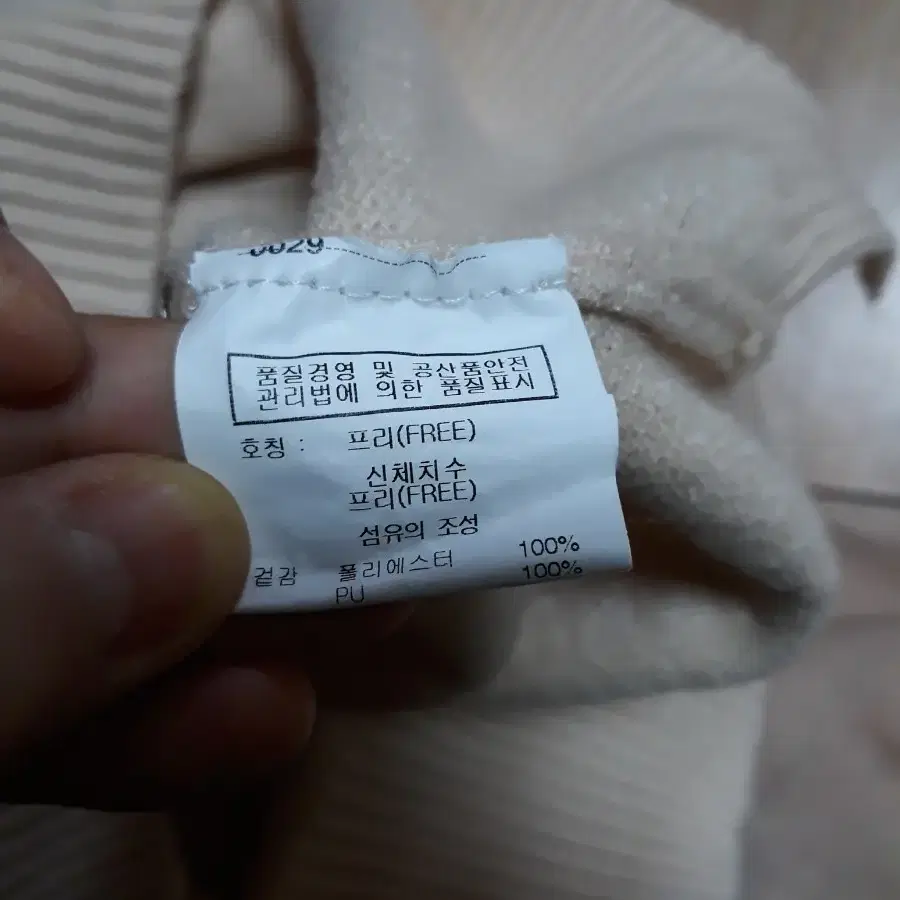 0029
품질경영 및 공산품안전
관리법에 의한 품질표시
호칭 : 프리(FREE)
신체치수
프리(FREE)
섬유의 조성
겉감 폴리에스터 100%
PU 100%